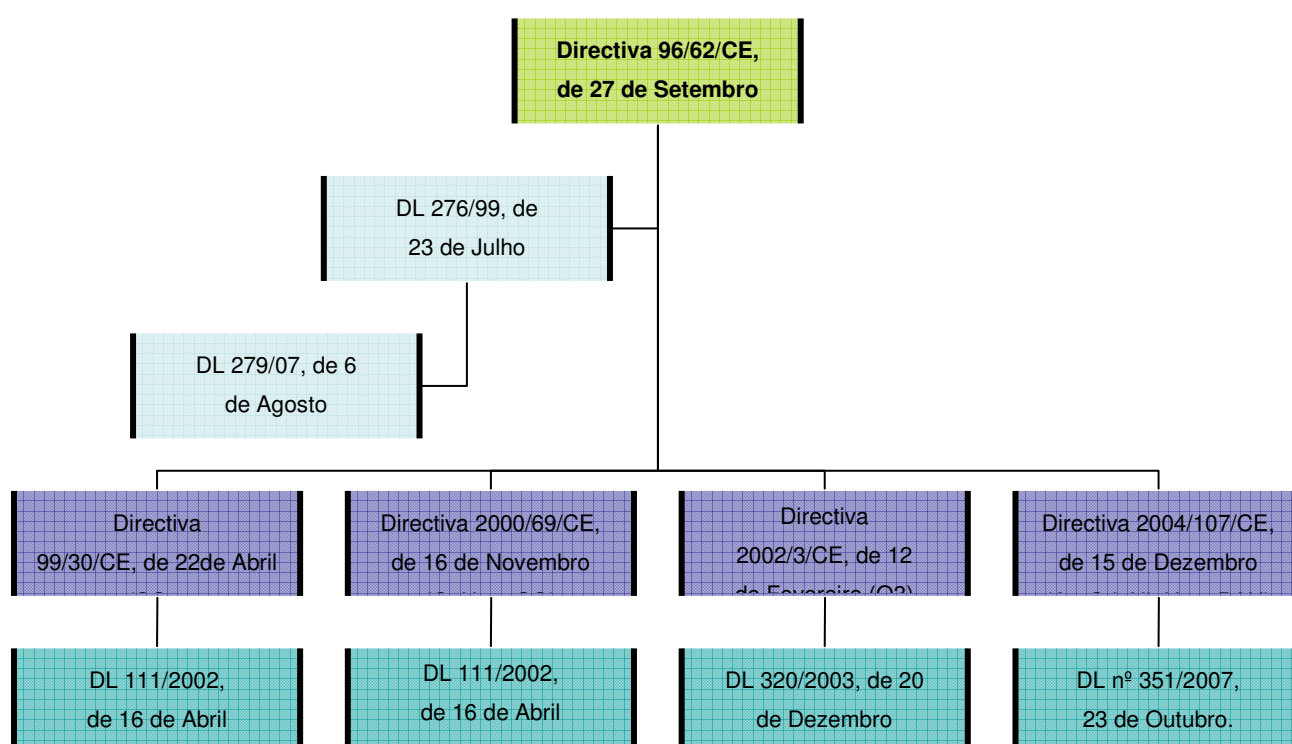 Directiva 96/62/CE,
de 27 de Setembro
DL 276/99, de
23 de Julho
DL 279/07, de 6
de Agosto
Directiva
99/30/CE, de 22de Abril
Directiva 2000/69/CE,
de 16 de Novembro
Directiva
2002/3/CE, de 12
de Fevereiro (O3)
Directiva 2004/107/CE,
de 15 de Dezembro
DL 111/2002,
de 16 de Abril
DL 111/2002,
de 16 de Abril
DL 320/2003, de 20
de Dezembro
DL nº 351/2007,
23 de Outubro.